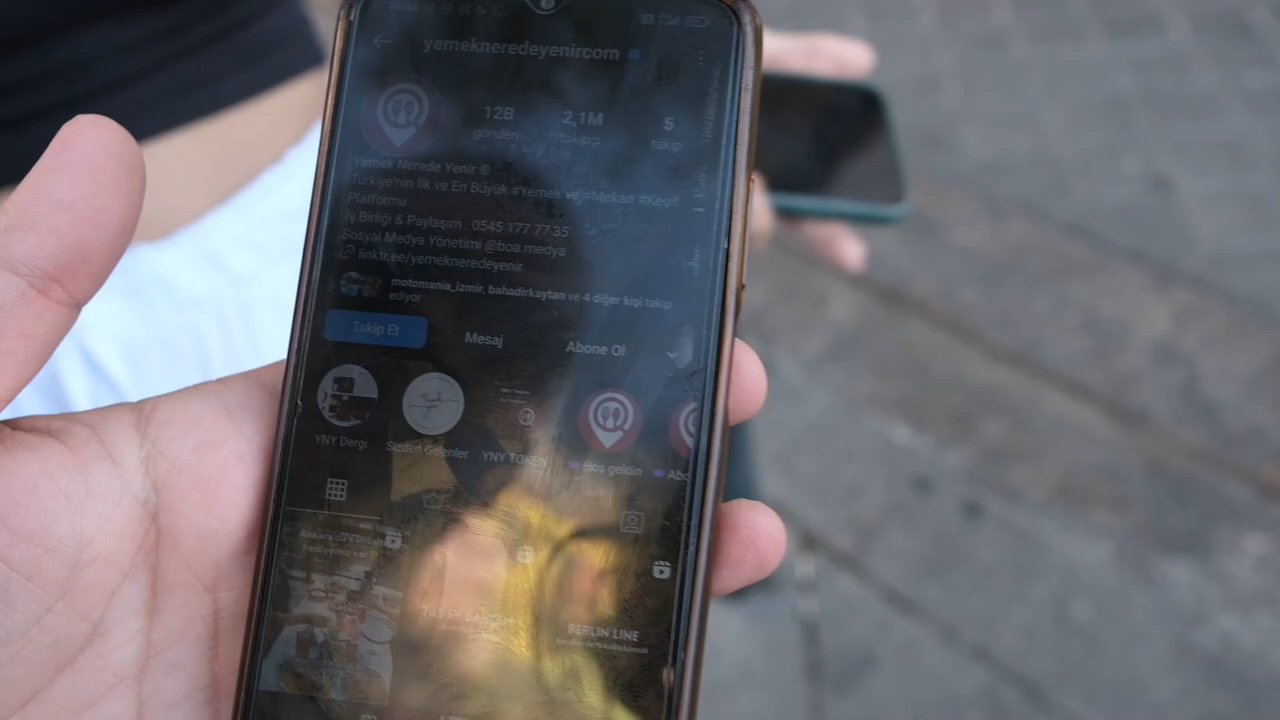 yemekneredeyenircom
12B 2,1M 5
gönderi takipçi takip
Yemek Nerede Yenir ®
Türkiye'nin İlk ve En Büyük #Yemek ve #Mekan #Keşif
Platformu
İş Birliği & Paylaşım : 0545 177 77 35
Sosyal Medya Yönetimi @boa.medya
linktr.ee/yemekneredeyenir
motomania_izmir, bahadirkaytan ve 4 diğer kişi takip
ediyor
Takip Et Mesaj Abone Ol
YNY Dergi Sizden Gelenler YNY TOKEN Hoş geldin Abo
BERLIN LINE